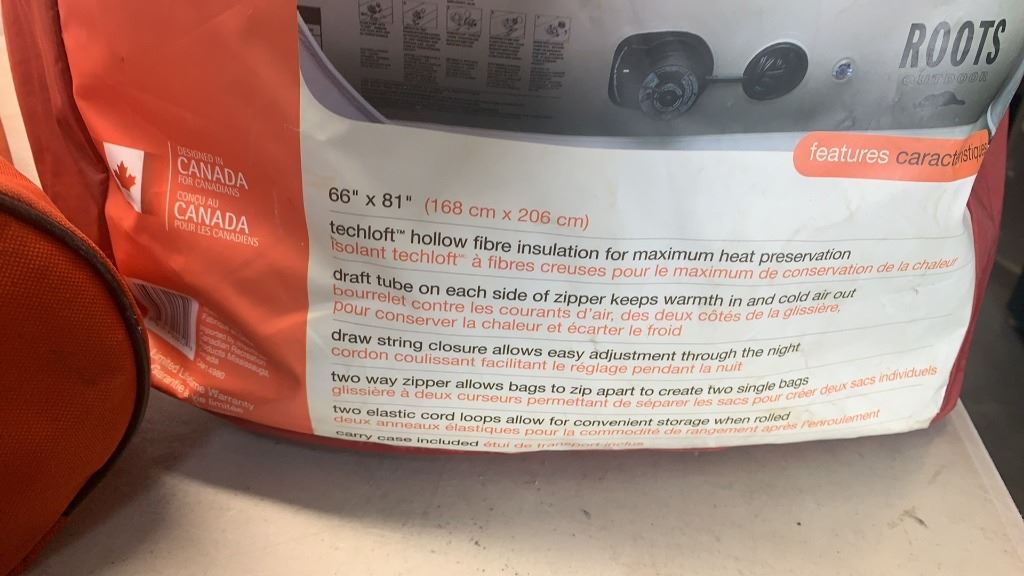 ROOTS
OUTDOOR
features caractéristiques
DESIGNED IN
CANADA
FOR CANADIANS
CONÇU AU
CANADA
POUR LES CANADIENS
66" x 81" (168 cm x 206 cm)
techloft™ hollow fibre insulation for maximum heat preservation
isolant techloft™ à fibres creuses pour le maximum de conservation de la chaleur
draft tube on each side of zipper keeps warmth in and cold air out
bourrelet contre les courants d'air, des deux côtés de la glissière,
pour conserver la chaleur et écarter le froid
draw string closure allows easy adjustment through the night
cordon coulissant facilitant le réglage pendant la nuit
two way zipper allows bags to zip apart to create two single bags
glissière à deux curseurs permettant de séparer les sacs pour créer deux sacs individuels
two elastic cord loops allow for convenient storage when rolled
deux anneaux élastiques pour la commodité de rangement après l'enroulement
carry case included étui de transport inclus
Limited Lifetime Warranty